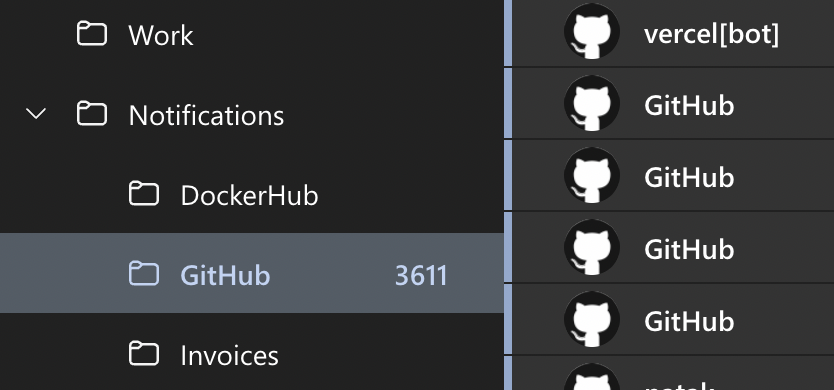 Work
Notifications
DockerHub
GitHub 3611
Invoices
vercel[bot]
GitHub
GitHub
GitHub
GitHub